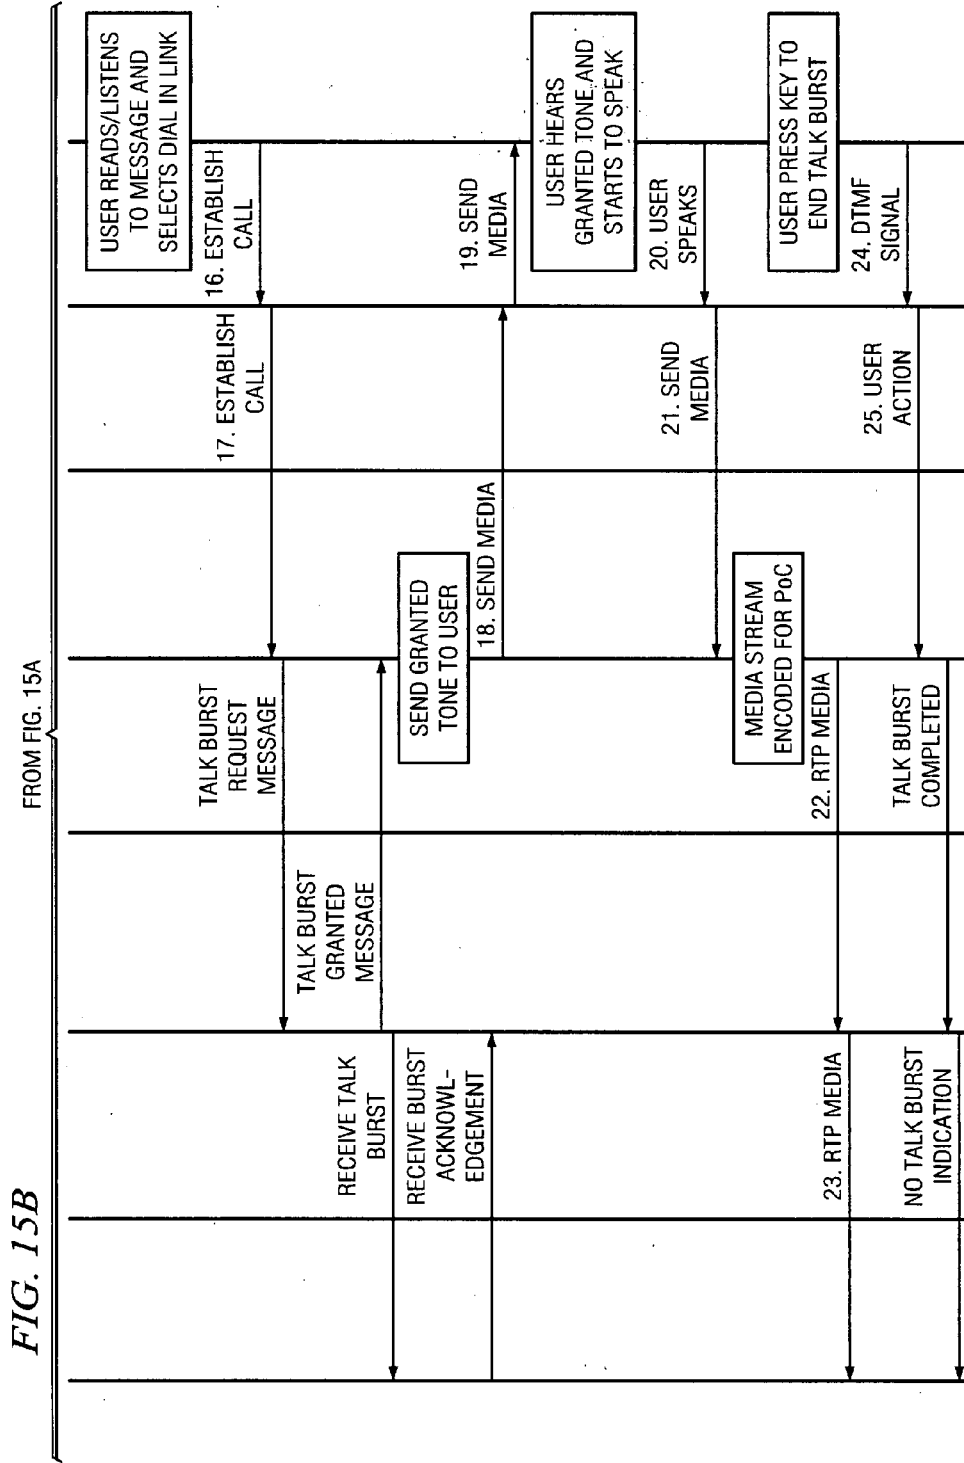 FIG. 15B
FROM FIG. 15A
USER READS/LISTENS
TO MESSAGE AND
SELECTS DIAL IN LINK
16. ESTABLISH
CALL
17. ESTABLISH
CALL
TALK BURST
REQUEST
MESSAGE
TALK BURST
GRANTED
MESSAGE
RECEIVE TALK
BURST
RECEIVE BURST
ACKNOWL-
EDGEMENT
SEND GRANTED
TONE TO USER
18. SEND MEDIA
19. SEND
MEDIA
USER HEARS
GRANTED TONE AND
STARTS TO SPEAK
20. USER
SPEAKS
21. SEND
MEDIA
MEDIA STREAM
ENCODED FOR PoC
22. RTP MEDIA
23. RTP MEDIA
USER PRESS KEY TO
END TALK BURST
24. DTMF
SIGNAL
25. USER
ACTION
TALK BURST
COMPLETED
NO TALK BURST
INDICATION